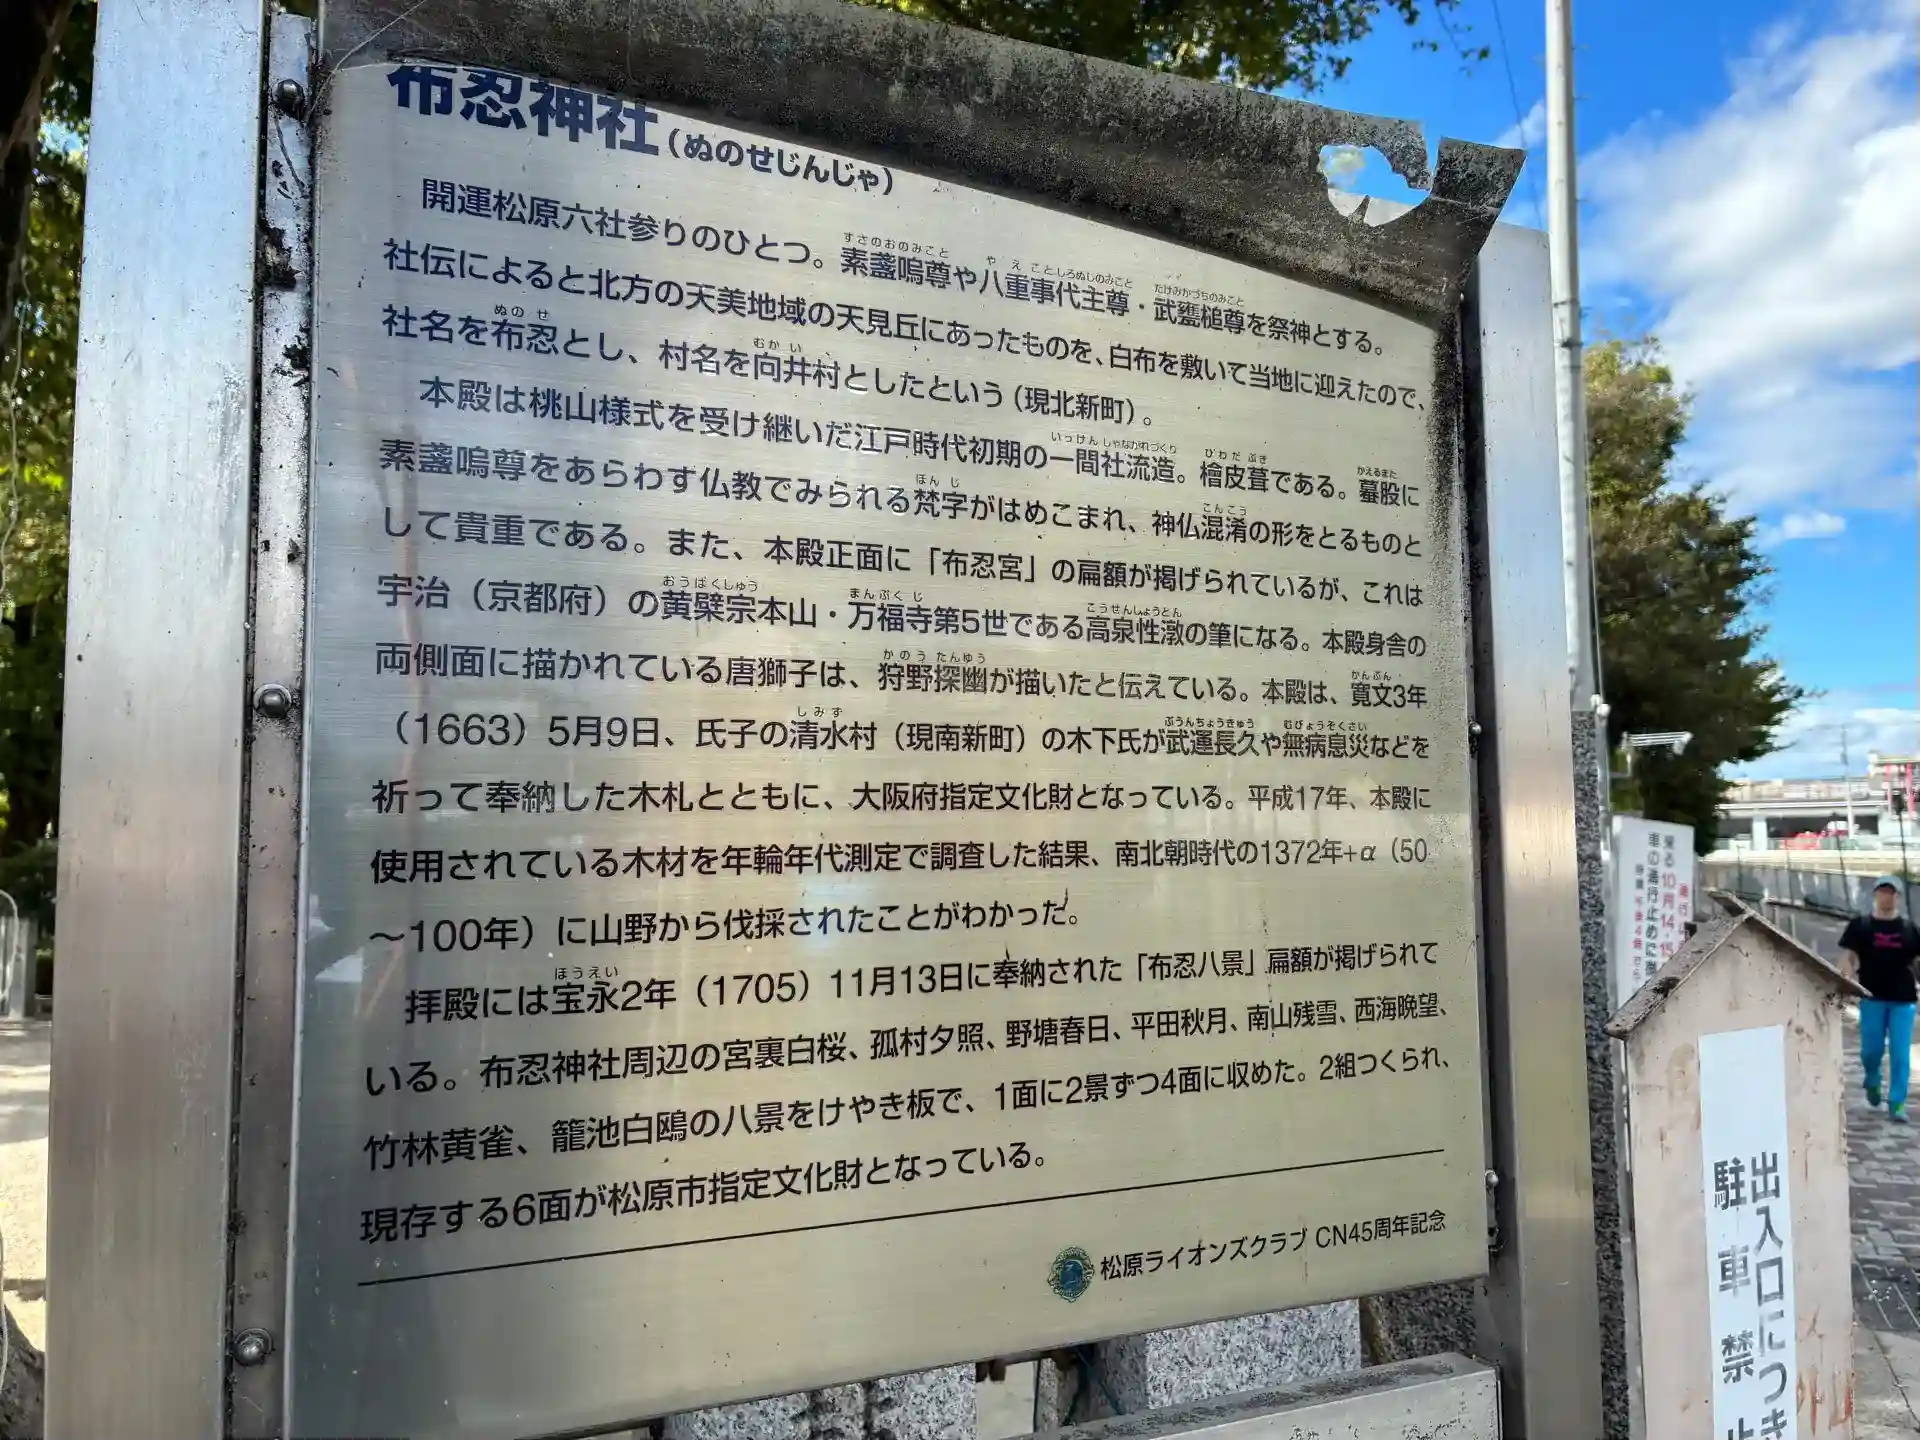 布忍神社（ぬのせじんじゃ）
開運松原六社参りのひとつ。素盞嗚尊や八重事代主尊・武甕槌尊を祭神とする。
社伝によると北方の天美地域の天見丘にあったものを、白布を敷いて当地に迎えたので、
社名を布忍とし、村名を向井村としたという（現北新町）。
本殿は桃山様式を受け継いだ江戸時代初期の一間社流造。檜皮葺である。蟇股に
素盞嗚尊をあらわす仏教でみられる梵字がはめこまれ、神仏混淆の形をとるものと
して貴重である。また、本殿正面に「布忍宮」の扁額が掲げられているが、これは
宇治（京都府）の黄檗宗本山・万福寺第5世である高泉性潡の筆になる。本殿身舎の
両側面に描かれている唐獅子は、狩野探幽が描いたと伝えている。本殿は、寛文3年
（1663）5月9日、氏子の清水村（現南新町）の木下氏が武運長久や無病息災などを
祈って奉納した木札とともに、大阪府指定文化財となっている。平成17年、本殿に
使用されている木材を年輪年代測定で調査した結果、南北朝時代の1372年+α（50
～100年）に山野から伐採されたことがわかった。
拝殿には宝永2年（1705）11月13日に奉納された「布忍八景」扁額が掲げられて
いる。布忍神社周辺の宮裏白桜、孤村夕照、野塘春日、平田秋月、南山残雪、西海晩望、
竹林黄雀、籠池白鴎の八景をけやき板で、1面に2景ずつ4面に収めた。2組つくられ、
現存する6面が松原市指定文化財となっている。
松原ライオンズクラブ CN45周年記念
出入口につき
駐車禁止
来る10月14・15
車の通行止めに